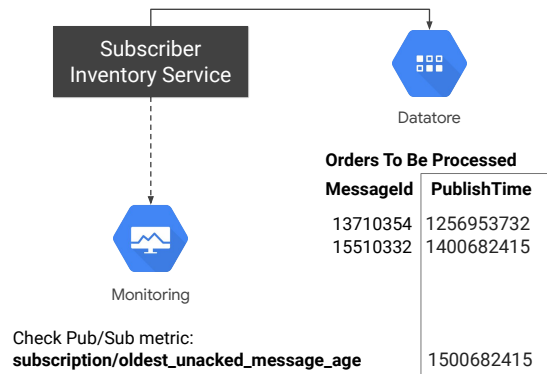 Subscriber
Inventory Service
Datatore
Orders To Be Processed
MessageId PublishTime
13710354 1256953732
15510332 1400682415
Monitoring
Check Pub/Sub metric:
subscription/oldest_unacked_message_age 1500682415